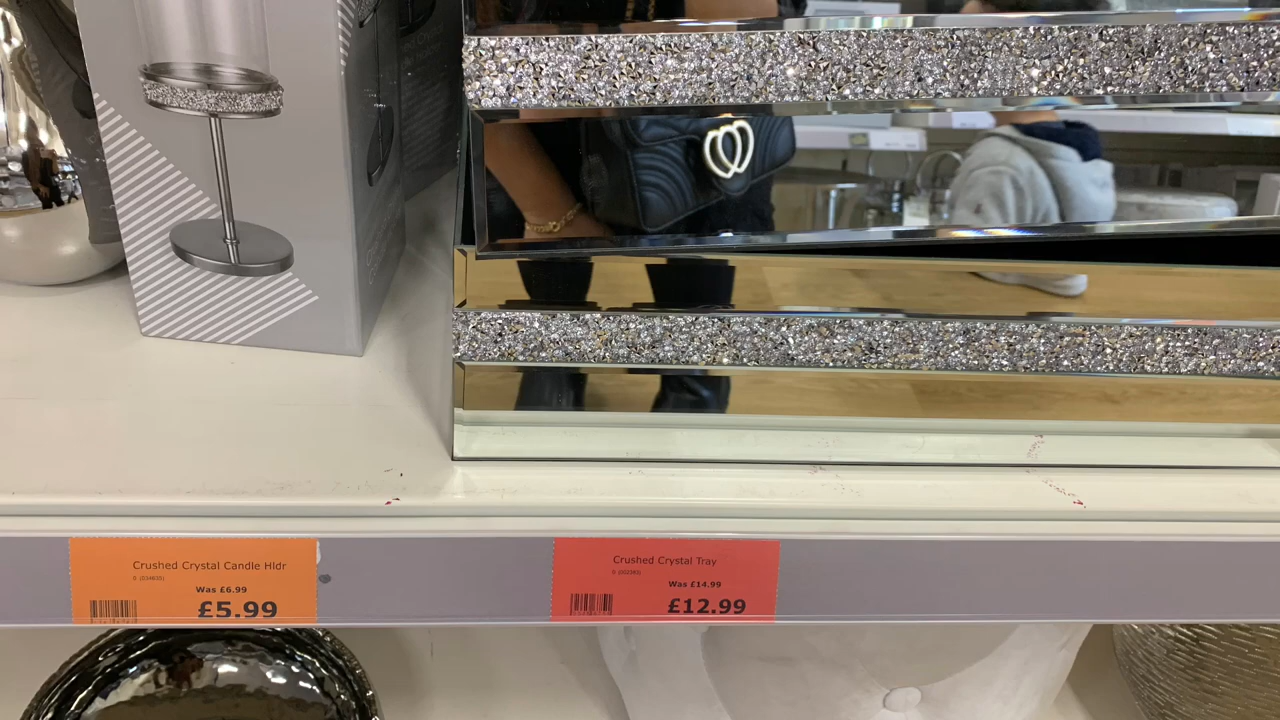 Crushed Crystal Candle Hldr
Was £6.99
£5.99
Crushed Crystal Tray
Was £14.99
£12.99